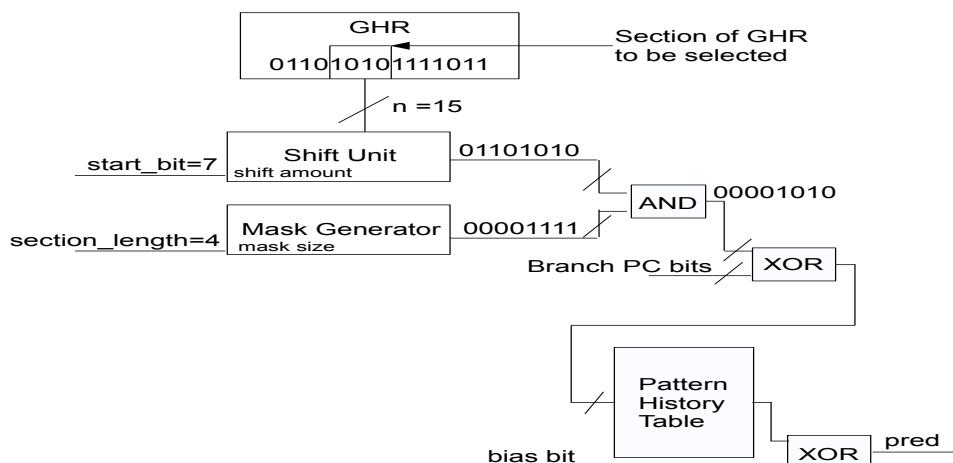 GHR
Section of GHR
to be selected
011010101111011
n =15
start_bit=7
Shift Unit
shift amount
01101010
AND
00001010
section_length=4
Mask Generator
mask size
00001111
Branch PC bits
XOR
Pattern
History
Table
bias bit
XOR
pred